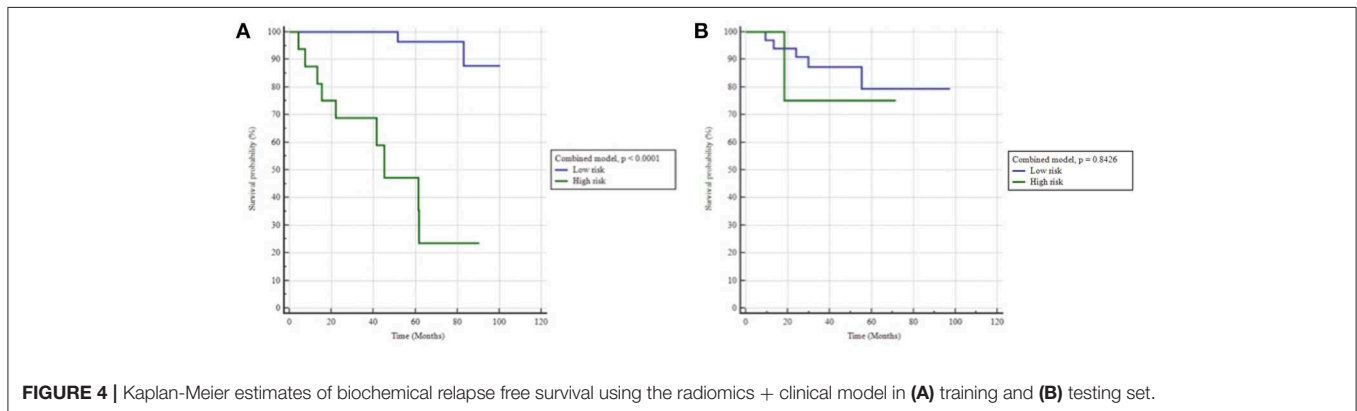 A
100
90
80
70
60
50
40
30
20
10
0
Survival probability (%)
0 20 40 60 80 100 120
Time (Months)
Combined model, p < 0.0001
Low risk
High risk
B
100
90
80
70
60
50
40
30
20
10
0
Survival probability (%)
0 20 40 60 80 100 120
Time (Months)
Combined model, p = 0.8426
Low risk
High risk
FIGURE 4 | Kaplan-Meier estimates of biochemical relapse free survival using the radiomics + clinical model in (A) training and (B) testing set.